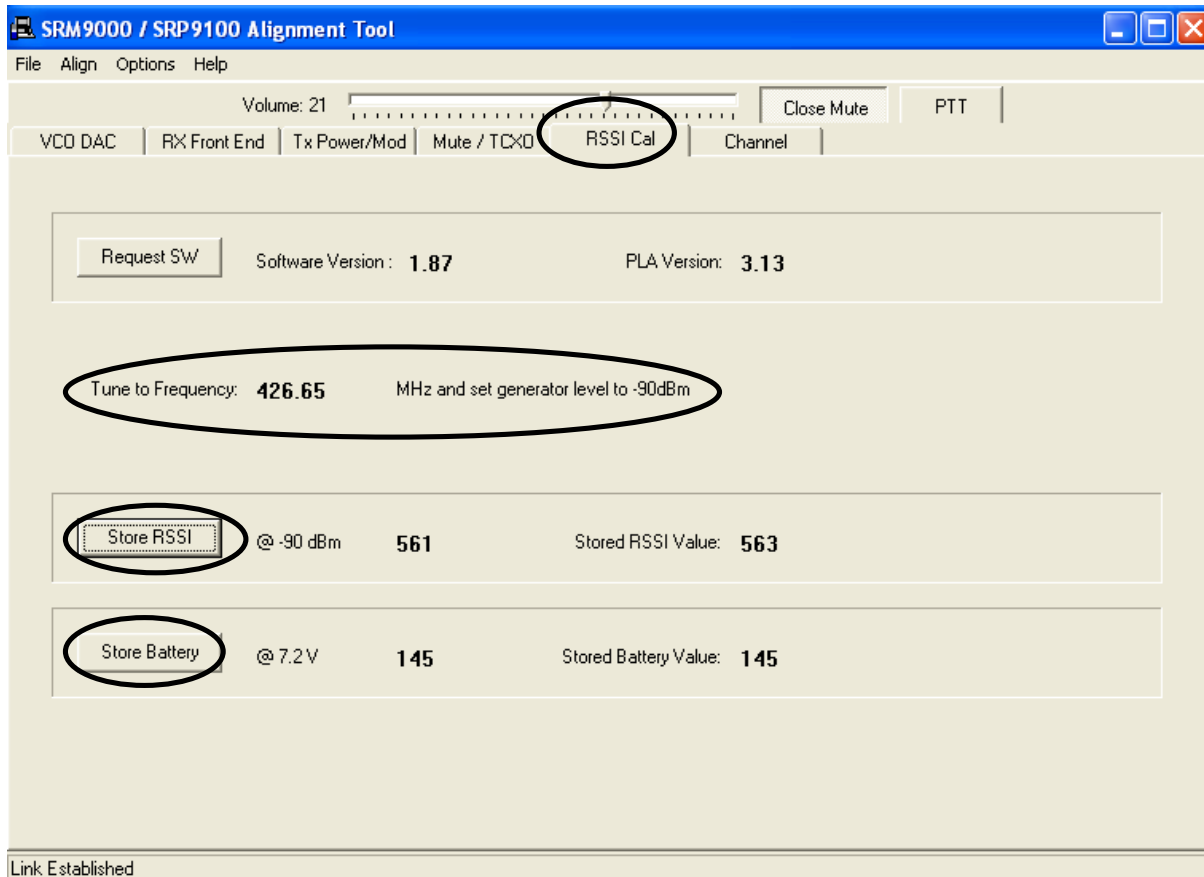 SRM9000 / SRP9100 Alignment Tool
File Align Options Help
Volume: 21 Close Mute PTT
VCO DAC RX Front End Tx Power/Mod Mute / TCXO RSSI Cal Channel
Request SW Software Version : 1.87 PLA Version: 3.13
Tune to Frequency: 426.65 MHz and set generator level to -90dBm
Store RSSI @ -90 dBm 561 Stored RSSI Value: 563
Store Battery @ 7.2 V 145 Stored Battery Value: 145
Link Established